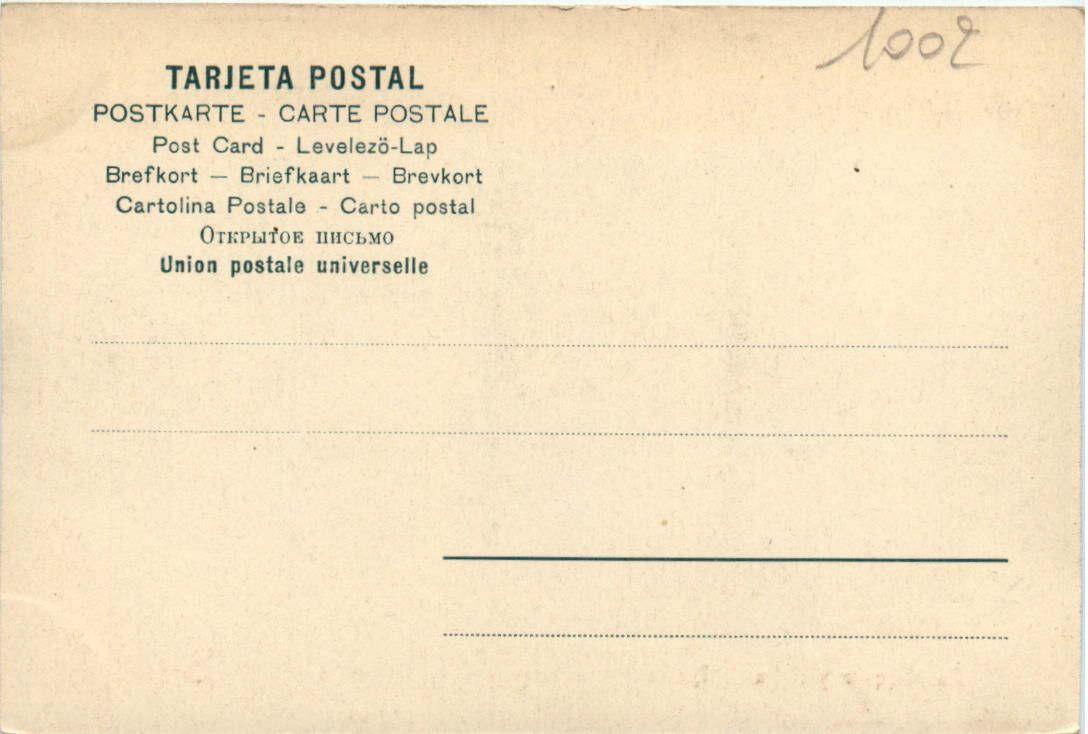 1002
TARJETA POSTAL
POSTKARTE - CARTE POSTALE
Post Card - Levelezö-Lap
Brefkort — Briefkaart — Brevkort
Cartolina Postale - Carto postal
Открытое письмо
Union postale universelle